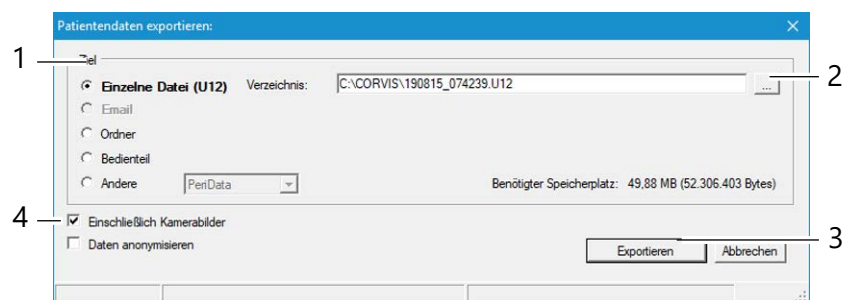 Patientendaten exportieren:
1
Ziel
Einzelne Datei (U12) Verzeichnis: C:\CORVIS\190815_074239.U12 ... 2
Email
Ordner
Bedienteil
Andere PeriData Benötigter Speicherplatz: 49,88 MB (52.306.403 Bytes)
4 Einschließlich Kamerabilder
Daten anonymisieren Exportieren Abbrechen 3